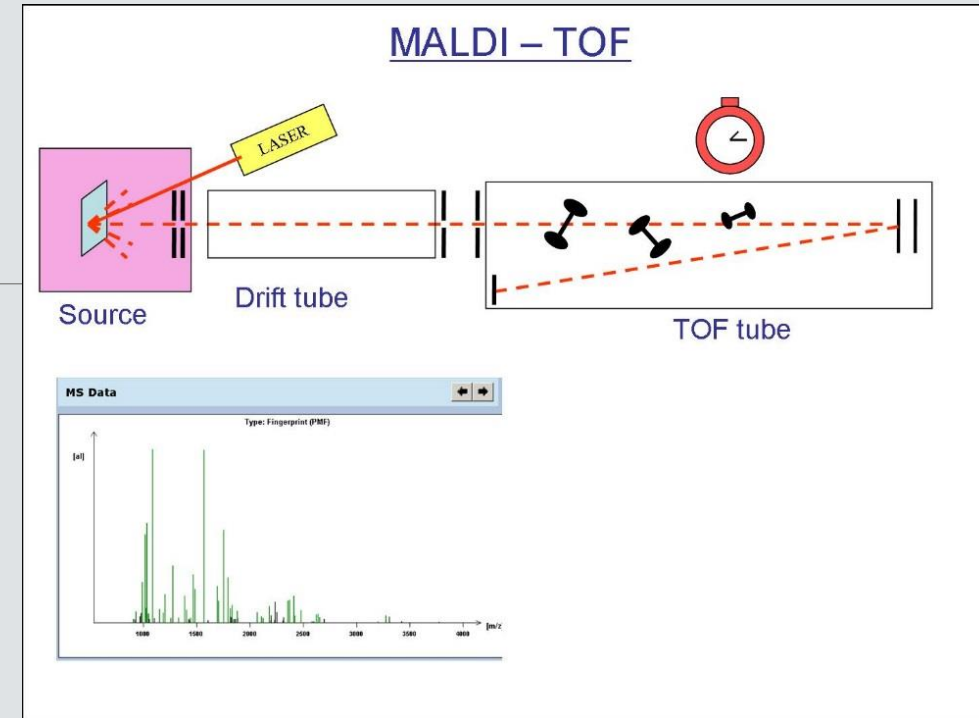 MALDI – TOF
LASER
Source
Drift tube
TOF tube
MS Data
Type: Fingerprint (PMF)
[aI]
1000 1500 2000 2500 3000 3500 4000 [m/z